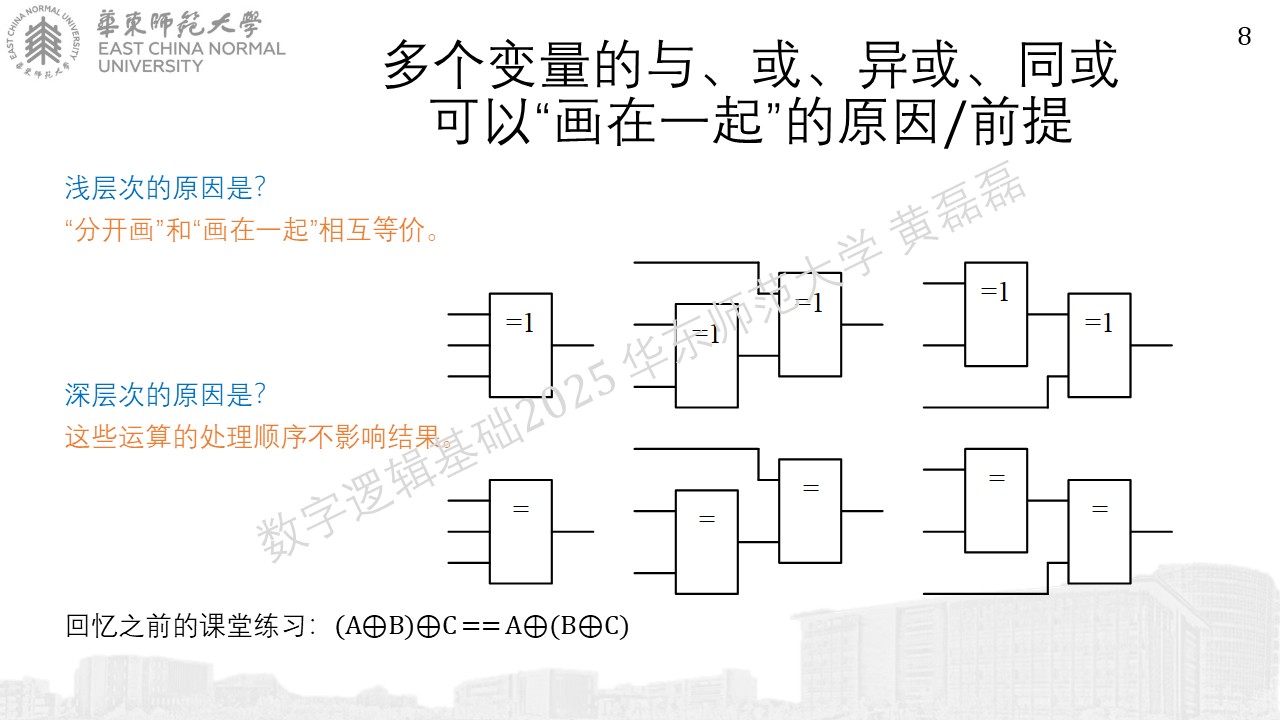 華東師範大學
EAST CHINA NORMAL
UNIVERSITY
EAST CHINA NORMAL UNIVERSITY
華東師範大學
8
多个变量的与、或、异或、同或
可以“画在一起”的原因/前提
浅层次的原因是？
“分开画”和“画在一起”相互等价。
=1
=1
=1
=1
=1
深层次的原因是？
这些运算的处理顺序不影响结果。
=
=
=
=
=
数字逻辑基础2025 华东师范大学 黄磊磊
回忆之前的课堂练习：(A⊕B)⊕C == A⊕(B⊕C)